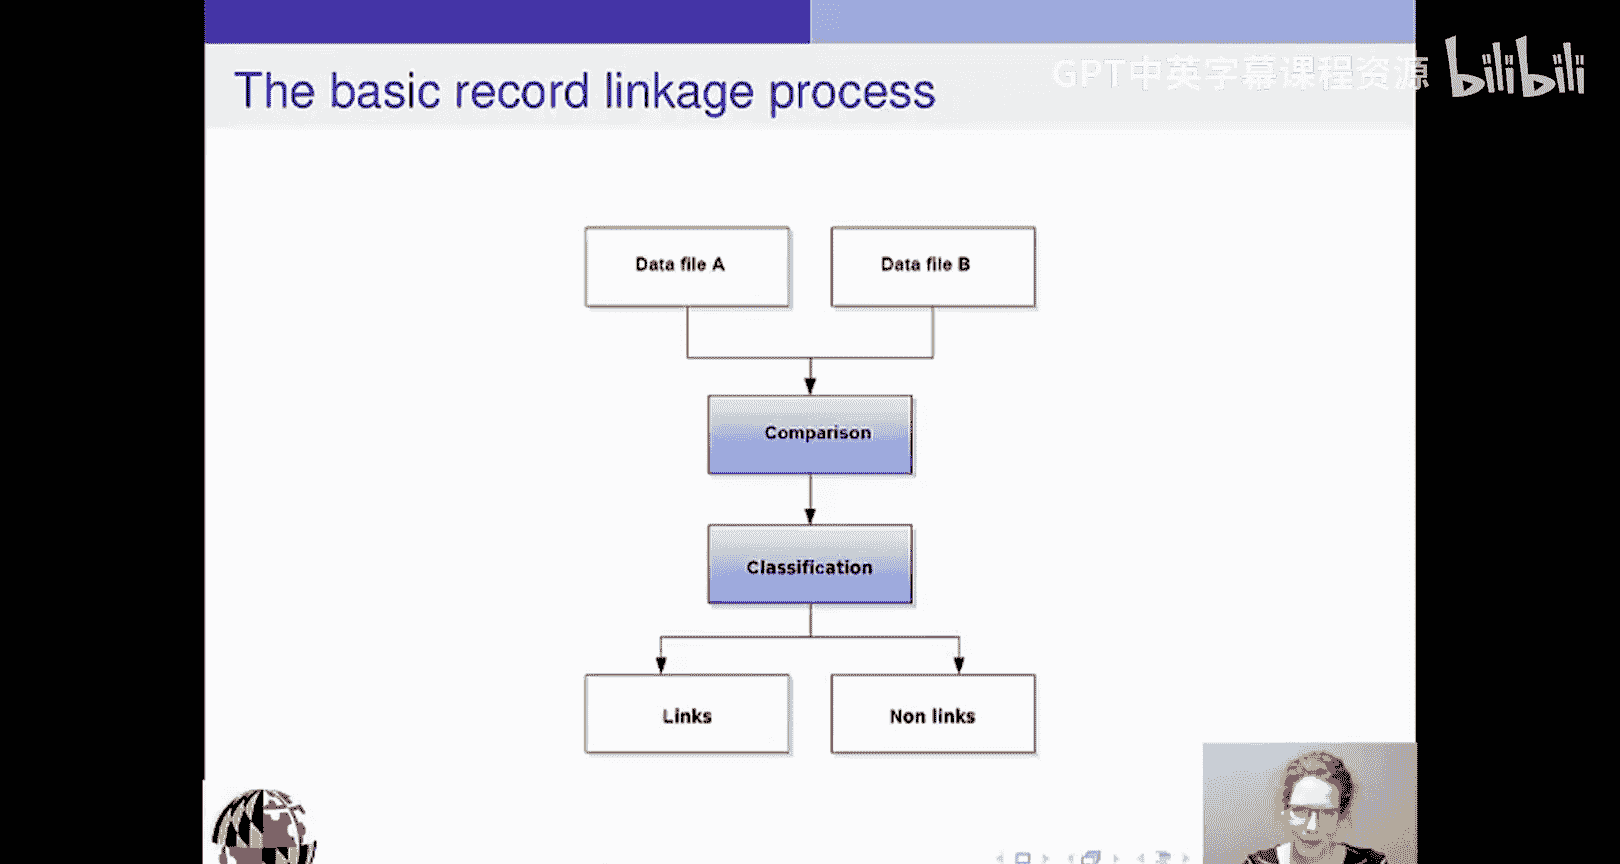 The basic record linkage process
GPT中英字幕课程资源 bilibili
Data file A
Data file B
Comparison
Classification
Links
Non links